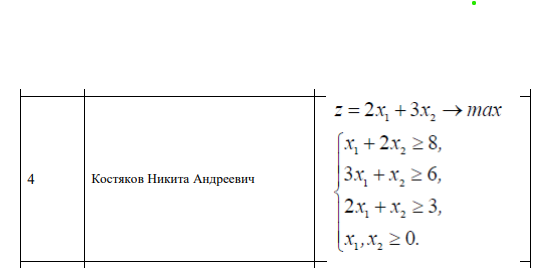 z = 2x₁ + 3x₂ → max
x₁ + 2x₂ ≥ 8,
3x₁ + x₂ ≥ 6,
4 Костяков Никита Андреевич
2x₁ + x₂ ≥ 3,
x₁, x₂ ≥ 0.